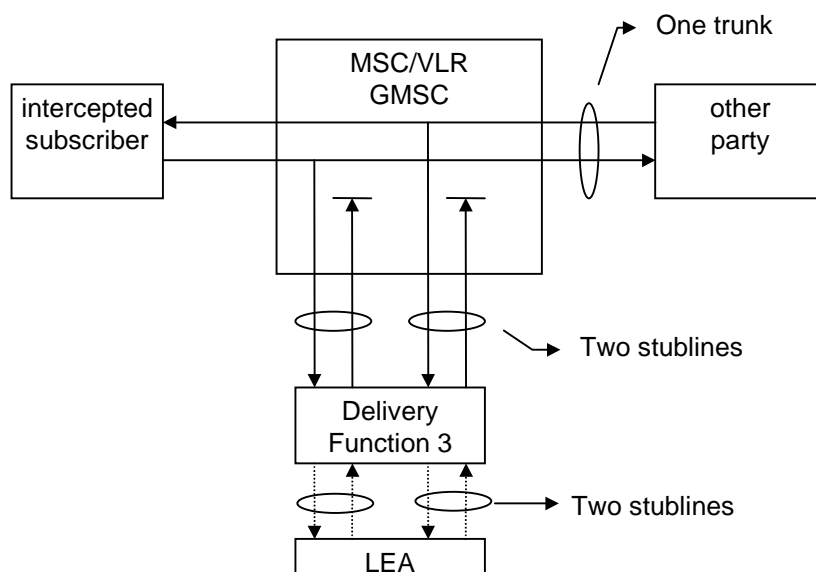 One trunk
MSC/VLR
GMSC
intercepted
subscriber
other
party
Two stublines
Delivery
Function 3
Two stublines
LEA